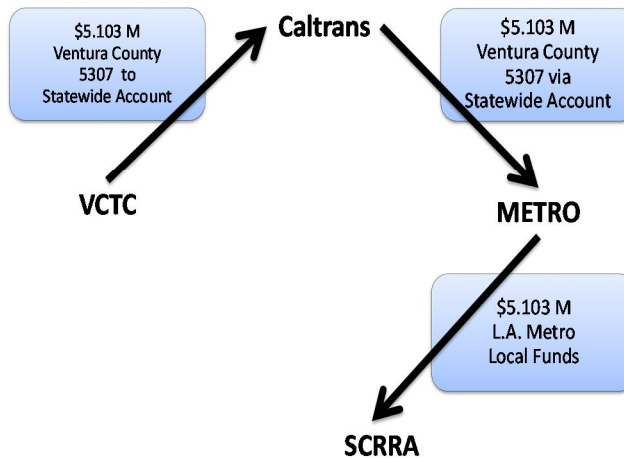 $5.103 M
Ventura County
5307 to
Statewide Account
Caltrans
$5.103 M
Ventura County
5307 via
Statewide Account
VCTC
METRO
$5.103 M
L.A. Metro
Local Funds
SCRRA